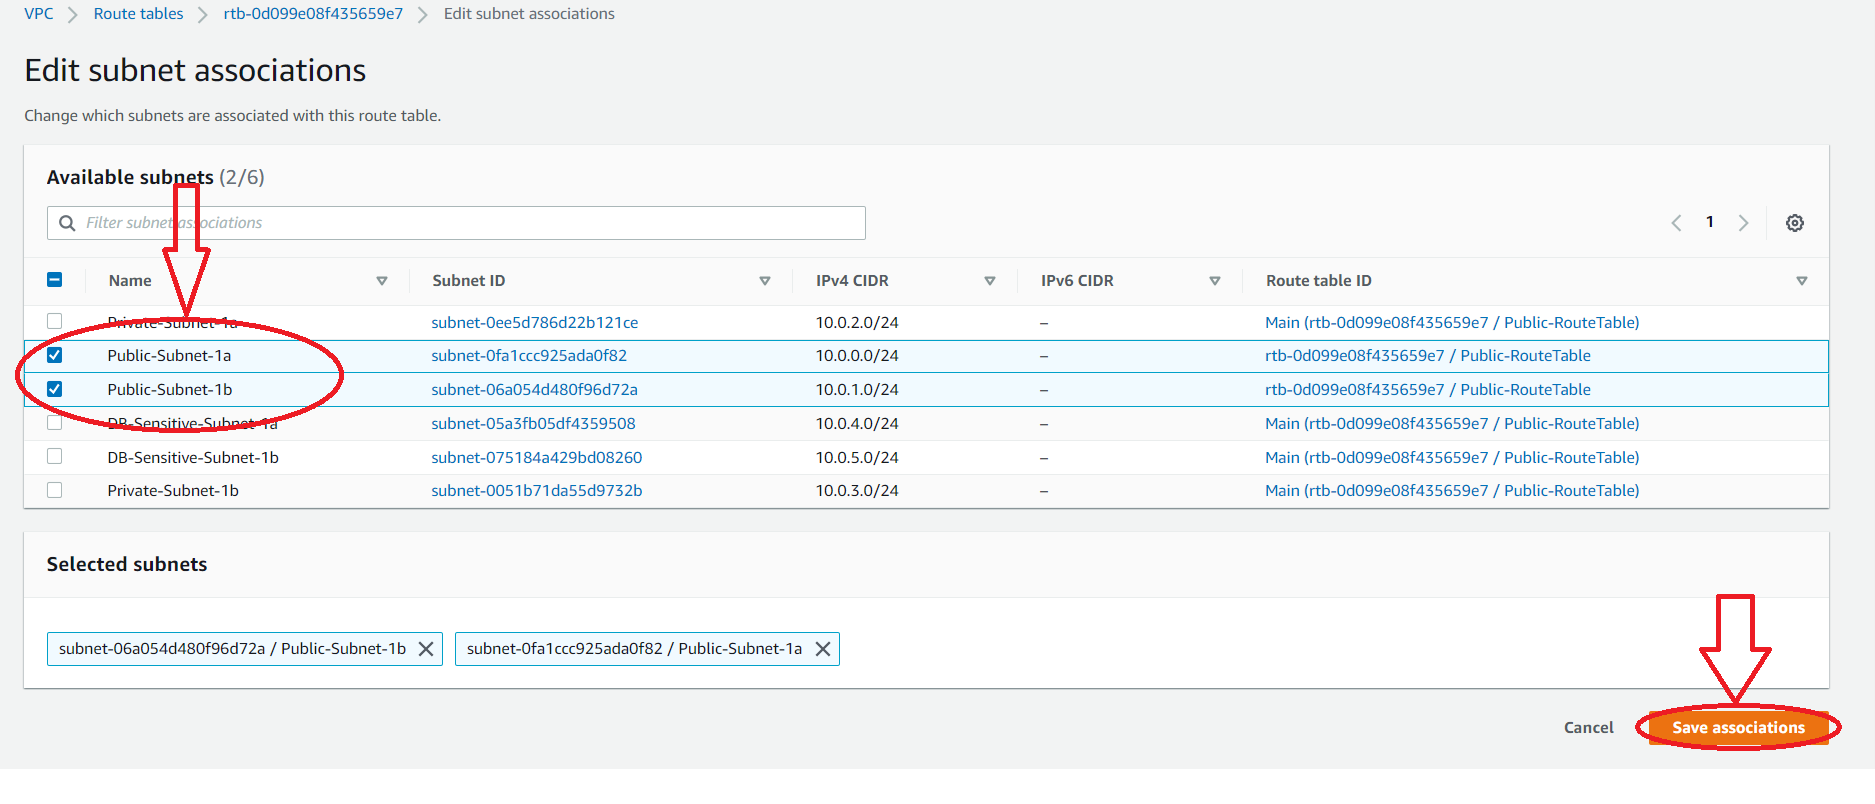 VPC > Route tables > rtb-0d099e08f435659e7 > Edit subnet associations
Edit subnet associations
Change which subnets are associated with this route table.
Available subnets (2/6)
Filter subnet associations
1
Name Subnet ID IPv4 CIDR IPv6 CIDR Route table ID
Private-Subnet-1a subnet-0ee5d786d22b121ce 10.0.2.0/24 – Main (rtb-0d099e08f435659e7 / Public-RouteTable)
Public-Subnet-1a subnet-0fa1ccc925ada0f82 10.0.0.0/24 – rtb-0d099e08f435659e7 / Public-RouteTable
Public-Subnet-1b subnet-06a054d480f96d72a 10.0.1.0/24 – rtb-0d099e08f435659e7 / Public-RouteTable
DB-Sensitive-Subnet-1a subnet-05a3fb05df4359508 10.0.4.0/24 – Main (rtb-0d099e08f435659e7 / Public-RouteTable)
DB-Sensitive-Subnet-1b subnet-075184a429bd08260 10.0.5.0/24 – Main (rtb-0d099e08f435659e7 / Public-RouteTable)
Private-Subnet-1b subnet-0051b71da55d9732b 10.0.3.0/24 – Main (rtb-0d099e08f435659e7 / Public-RouteTable)
Selected subnets
subnet-06a054d480f96d72a / Public-Subnet-1b subnet-0fa1ccc925ada0f82 / Public-Subnet-1a
Cancel Save associations